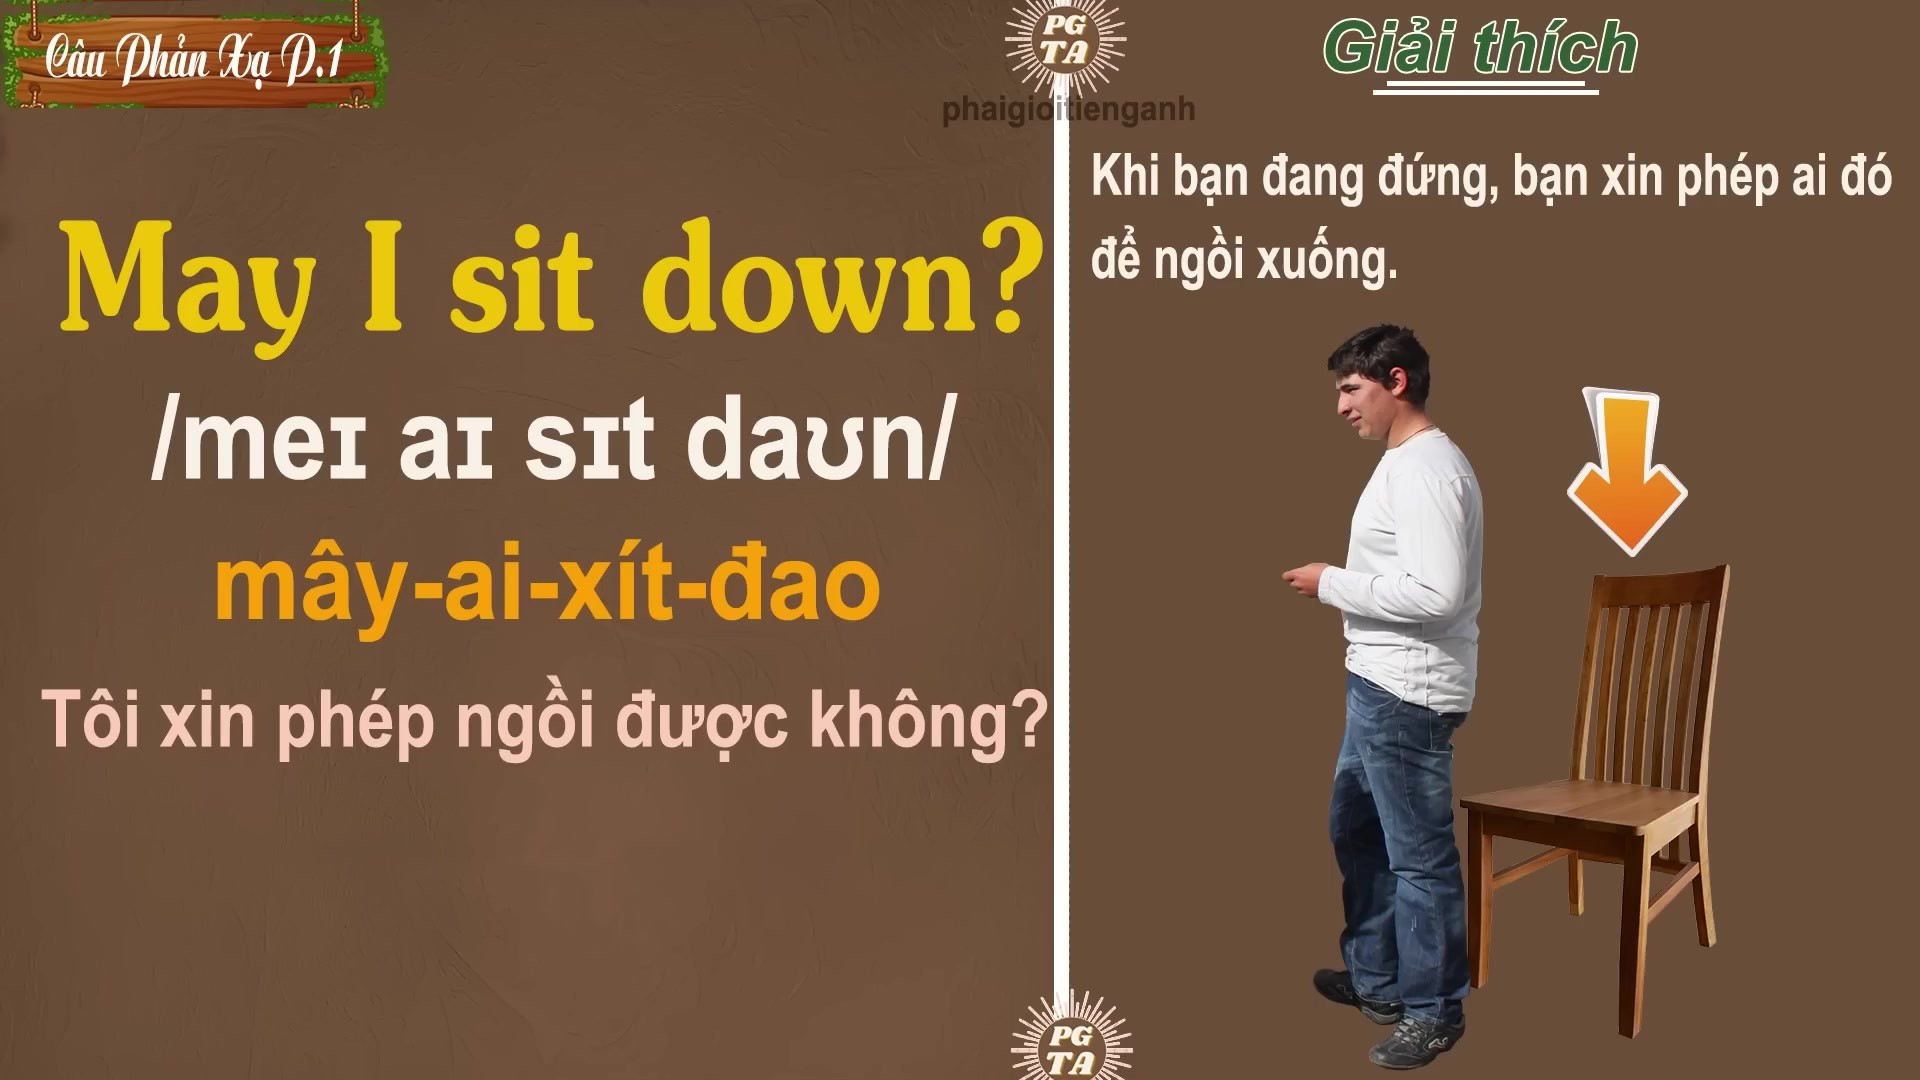 Câu Phản Xạ P.1
May I sit down?
/meɪ aɪ sɪt daʊn/
mây-ai-xít-đao
Tôi xin phép ngồi được không?
PG
TA
phaigioitienganh
Giải thích
Khi bạn đang đứng, bạn xin phép ai đó
để ngồi xuống.
PG
TA